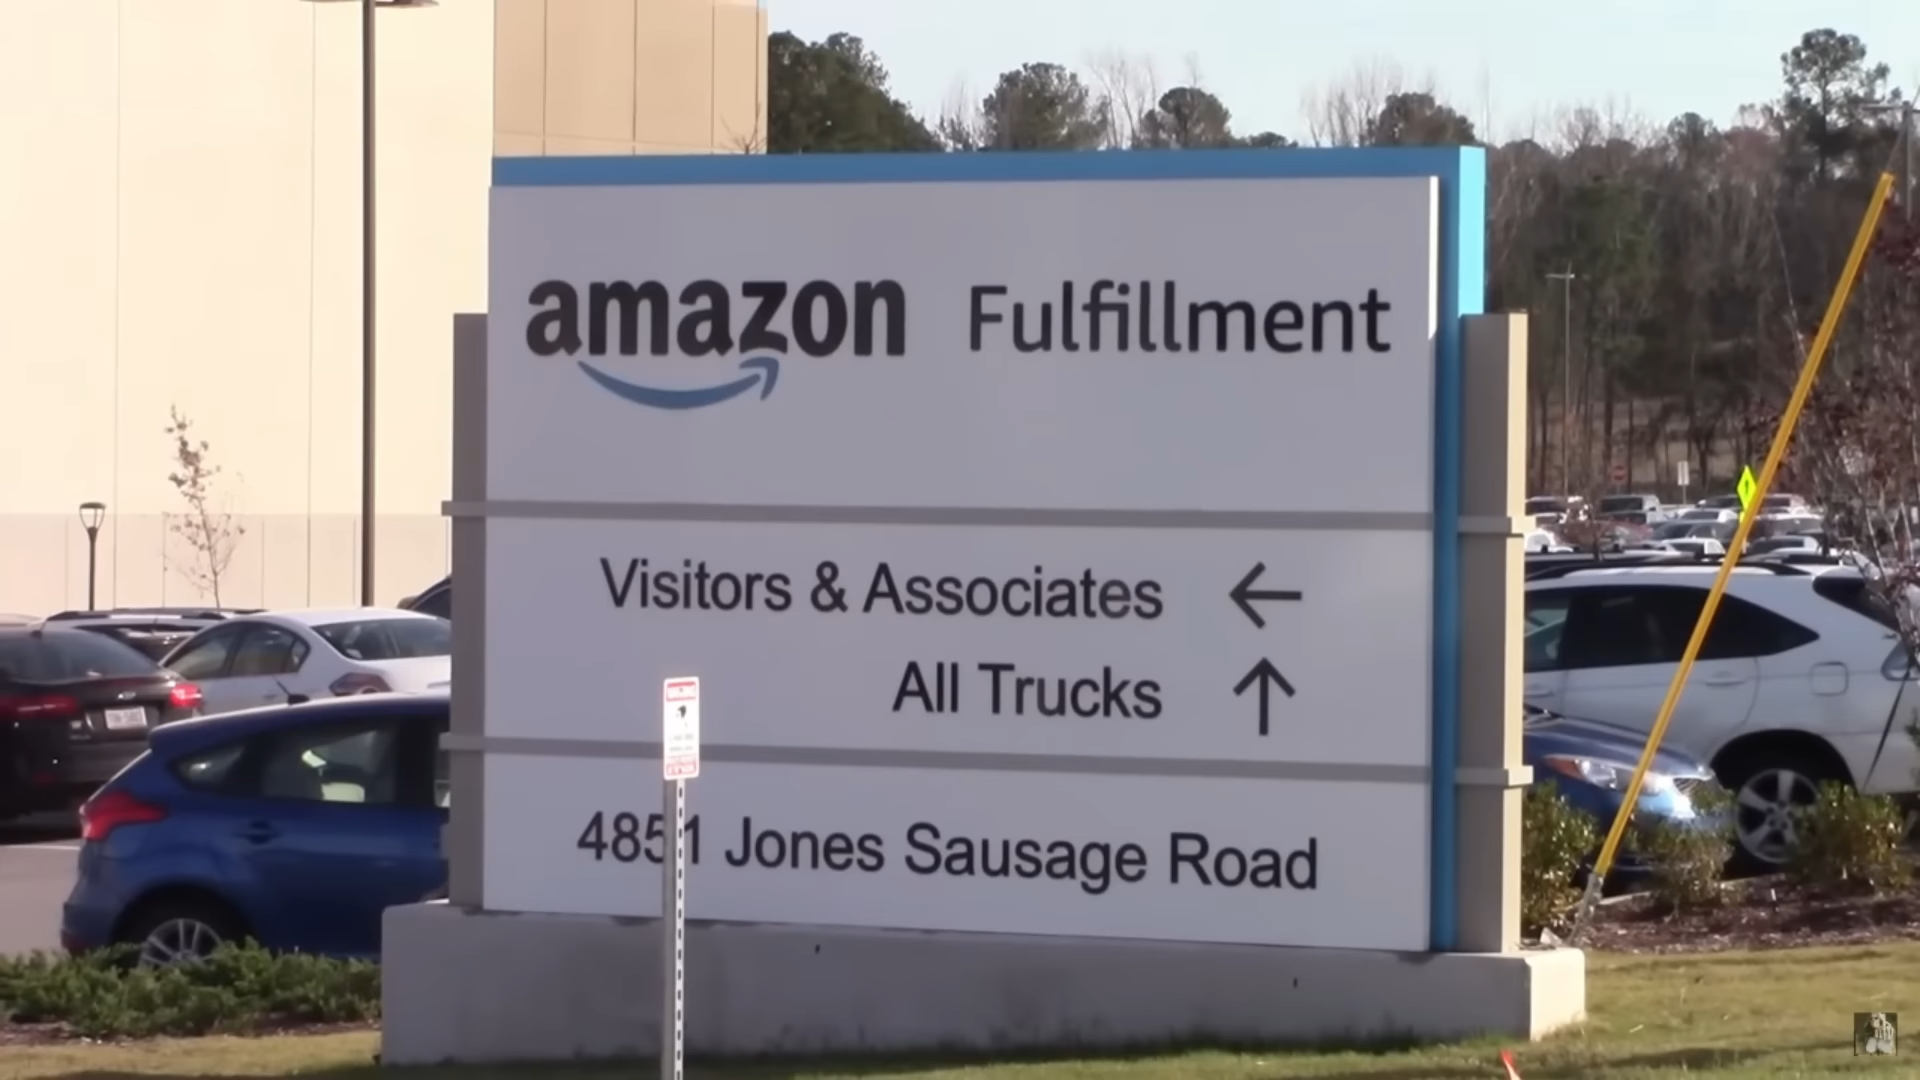 amazon Fulfillment
Visitors & Associates ←
All Trucks ↑
4851 Jones Sausage Road